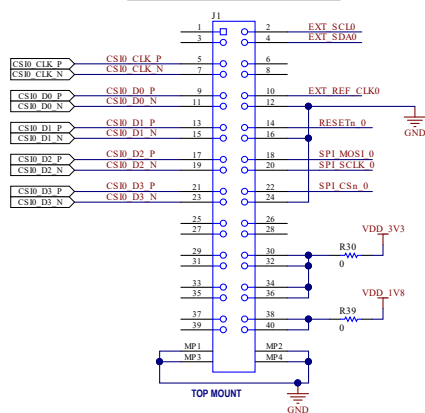 J1
1 2 EXT_SCL0
3 4 EXT_SDA0
CSI0_CLK_P CSI0_CLK_P 5 6
CSI0_CLK_N CSI0_CLK_N 7 8
CSI0_D0_P CSI0_D0_P 9 10 EXT_REF_CLK0
CSI0_D0_N CSI0_D0_N 11 12
GND
CSI0_D1_P CSI0_D1_P 13 14 RESETn_0
CSI0_D1_N CSI0_D1_N 15 16
CSI0_D2_P CSI0_D2_P 17 18 SPI_MOSI_0
CSI0_D2_N CSI0_D2_N 19 20 SPI_SCLK_0
CSI0_D3_P CSI0_D3_P 21 22 SPI_CSn_0
CSI0_D3_N CSI0_D3_N 23 24
25 26
27 28 VDD_3V3
29 30 R30
31 32 0
33 34
35 36 VDD_1V8
37 38 R39
39 40 0
MP1 MP2
MP3 MP4
TOP MOUNT
GND